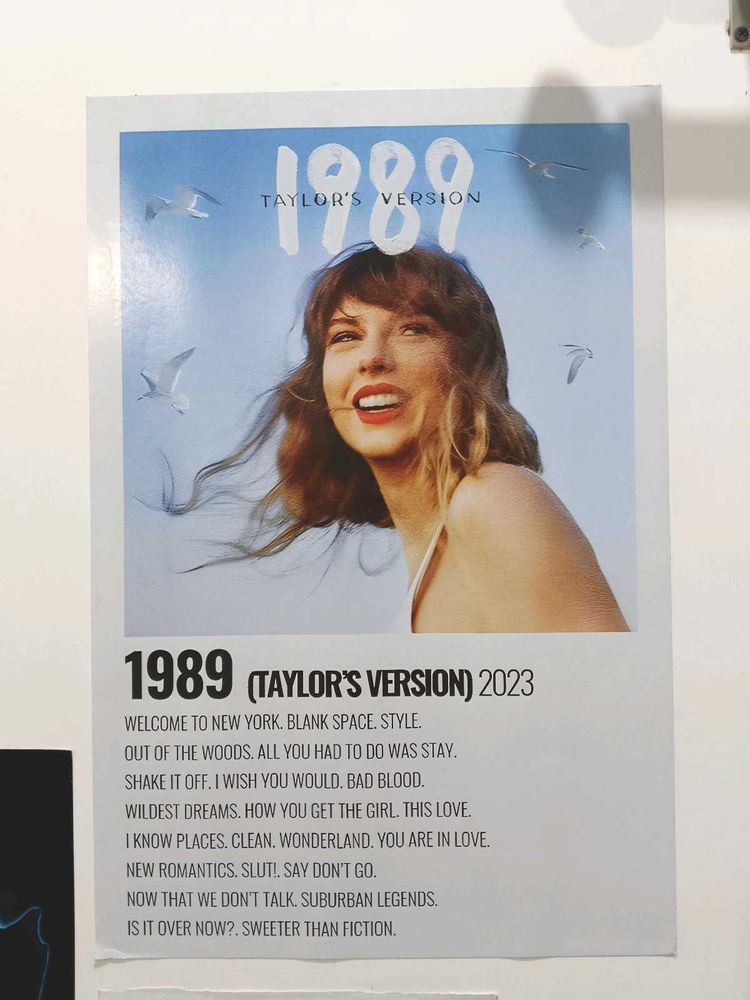 1989
TAYLOR'S VERSION
1989 (TAYLOR'S VERSION) 2023
WELCOME TO NEW YORK. BLANK SPACE. STYLE.
OUT OF THE WOODS. ALL YOU HAD TO DO WAS STAY.
SHAKE IT OFF. I WISH YOU WOULD. BAD BLOOD.
WILDEST DREAMS. HOW YOU GET THE GIRL. THIS LOVE.
I KNOW PLACES. CLEAN. WONDERLAND. YOU ARE IN LOVE.
NEW ROMANTICS. SLUT!. SAY DON'T GO.
NOW THAT WE DON'T TALK. SUBURBAN LEGENDS.
IS IT OVER NOW?. SWEETER THAN FICTION.